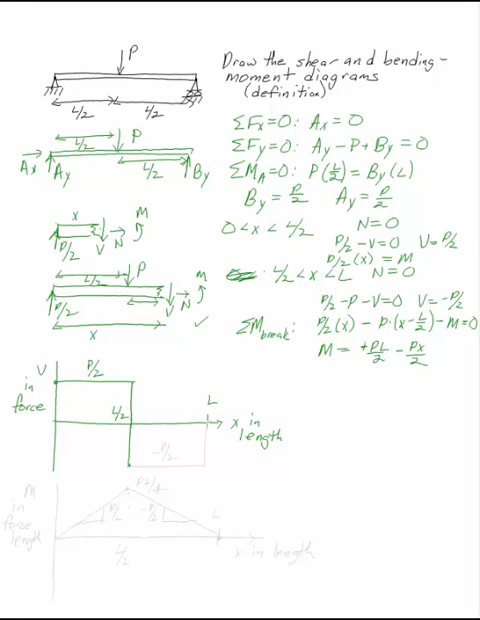 P
Draw the shear and bending-
moment diagrams
(definition)
L/2 L/2
ΣFx=0: Ax=0
L/2 P
ΣFy=0: Ay-P+By=0
Ax Ay L/2 By
ΣMA=0: P(L/2)=By(L)
By=P/2 Ay=P/2
x M
0<x<L/2 N=0
P/2 V N
P/2-V=0 V=P/2
P/2(x)=M
L/2 P M
L/2<x<L N=0
P/2 V N
P/2-P-V=0 V=-P/2
x ✓
ΣMbreak: P/2(x)-P·(x-L/2)-M=0
M=+PL/2-Px/2
V P/2
in
force
L/2 L x in
length
-P/2
M PL/4
in P/2 -P/2 L
force
length
L/2 x in length